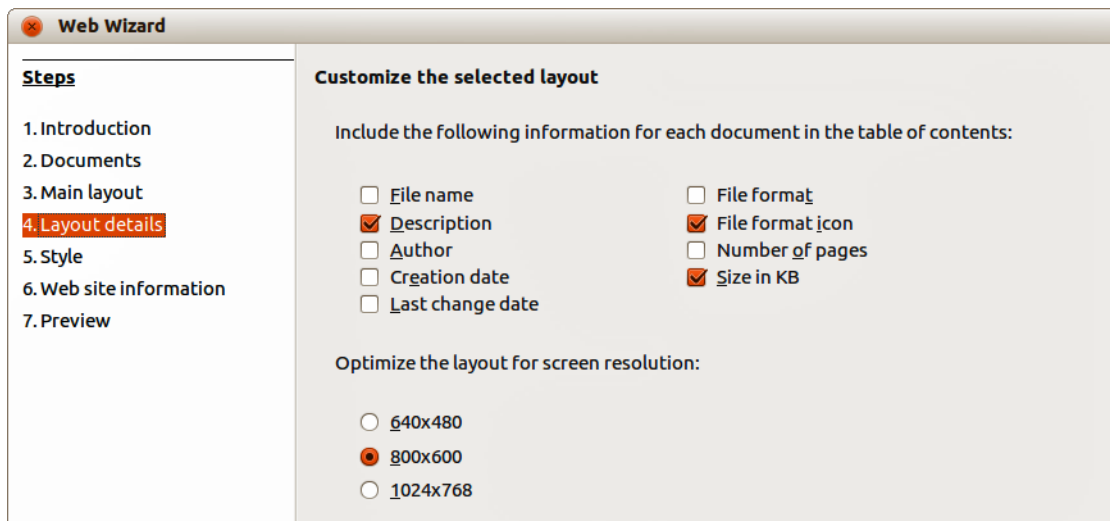 Web Wizard
Steps
1. Introduction
2. Documents
3. Main layout
4. Layout details
5. Style
6. Web site information
7. Preview
Customize the selected layout
Include the following information for each document in the table of contents:
File name
Description
Author
Creation date
Last change date
File format
File format icon
Number of pages
Size in KB
Optimize the layout for screen resolution:
640x480
800x600
1024x768